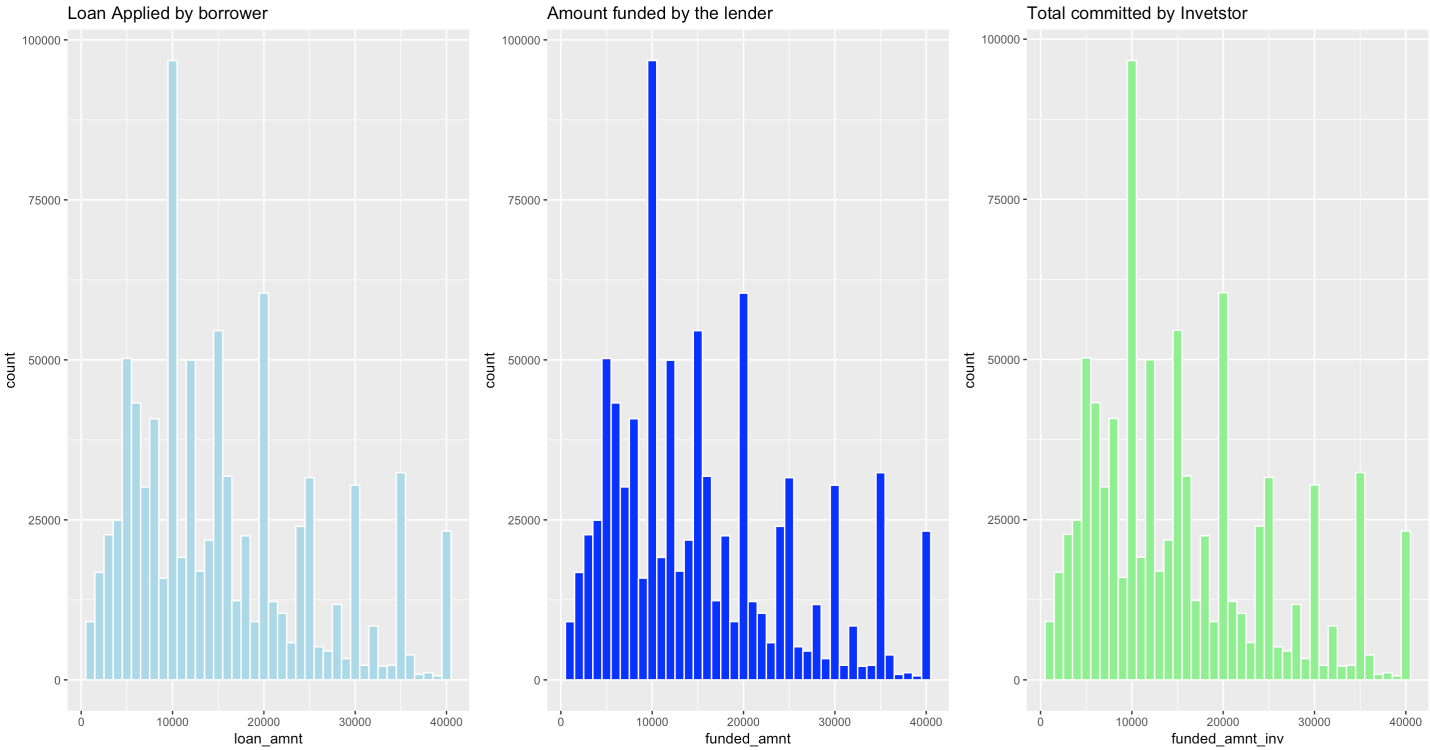 Loan Applied by borrower
100000
75000
50000
25000
0
count
0 10000 20000 30000 40000
loan_amnt
Amount funded by the lender
100000
75000
50000
25000
0
count
0 10000 20000 30000 40000
funded_amnt
Total committed by Invetstor
100000
75000
50000
25000
0
count
0 10000 20000 30000 40000
funded_amnt_inv